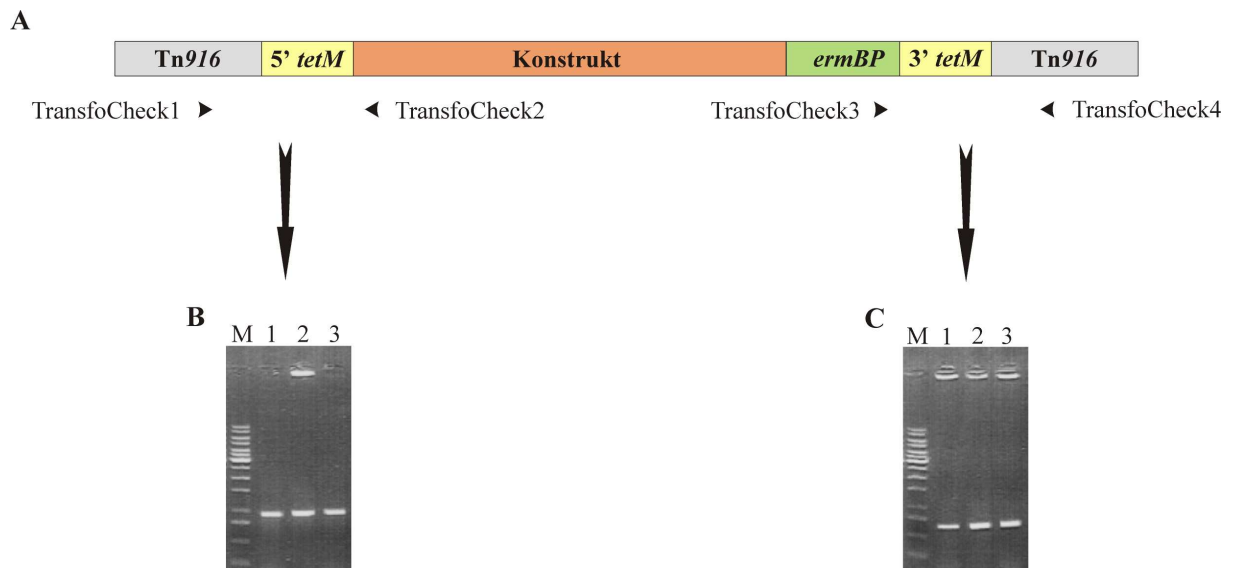 A
Tn916 5' tetM Konstrukt ermBP 3' tetM Tn916
TransfoCheck1 TransfoCheck2 TransfoCheck3 TransfoCheck4
B
M 1 2 3
C
M 1 2 3